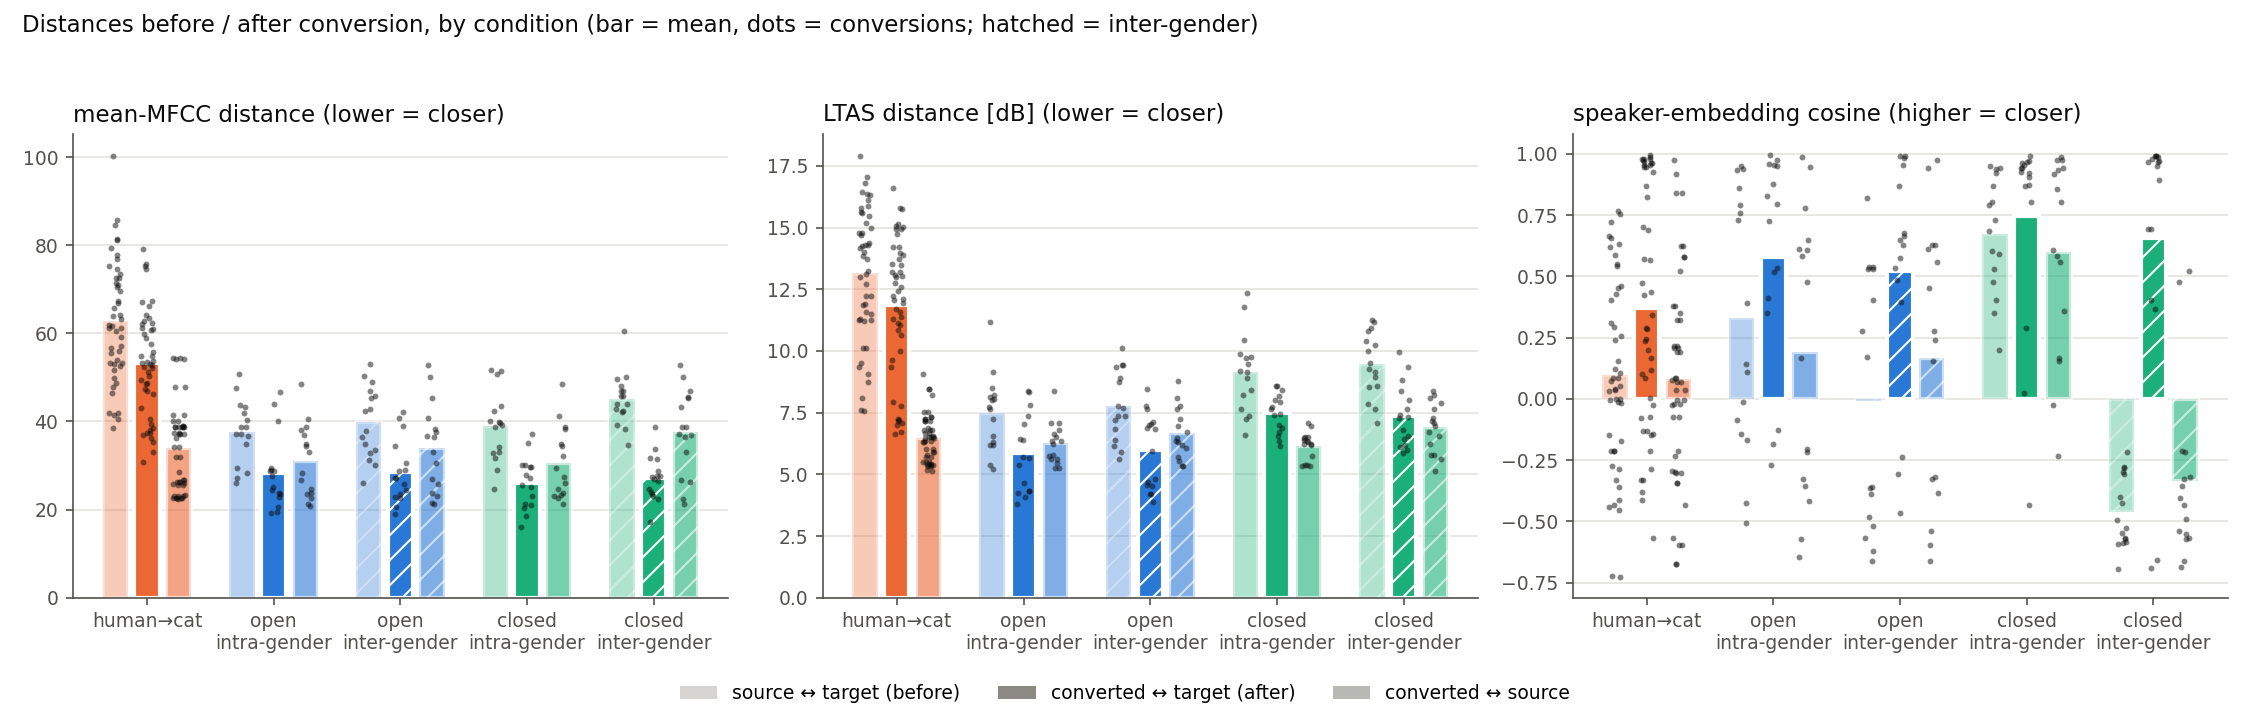 Distances before / after conversion, by condition (bar = mean, dots = conversions; hatched = inter-gender)
mean-MFCC distance (lower = closer)
100
80
60
40
20
0
human→cat
open
intra-gender
open
inter-gender
closed
intra-gender
closed
inter-gender
LTAS distance [dB] (lower = closer)
17.5
15.0
12.5
10.0
7.5
5.0
2.5
0.0
human→cat
open
intra-gender
open
inter-gender
closed
intra-gender
closed
inter-gender
speaker-embedding cosine (higher = closer)
1.00
0.75
0.50
0.25
0.00
−0.25
−0.50
−0.75
human→cat
open
intra-gender
open
inter-gender
closed
intra-gender
closed
inter-gender
source ↔ target (before)
converted ↔ target (after)
converted ↔ source